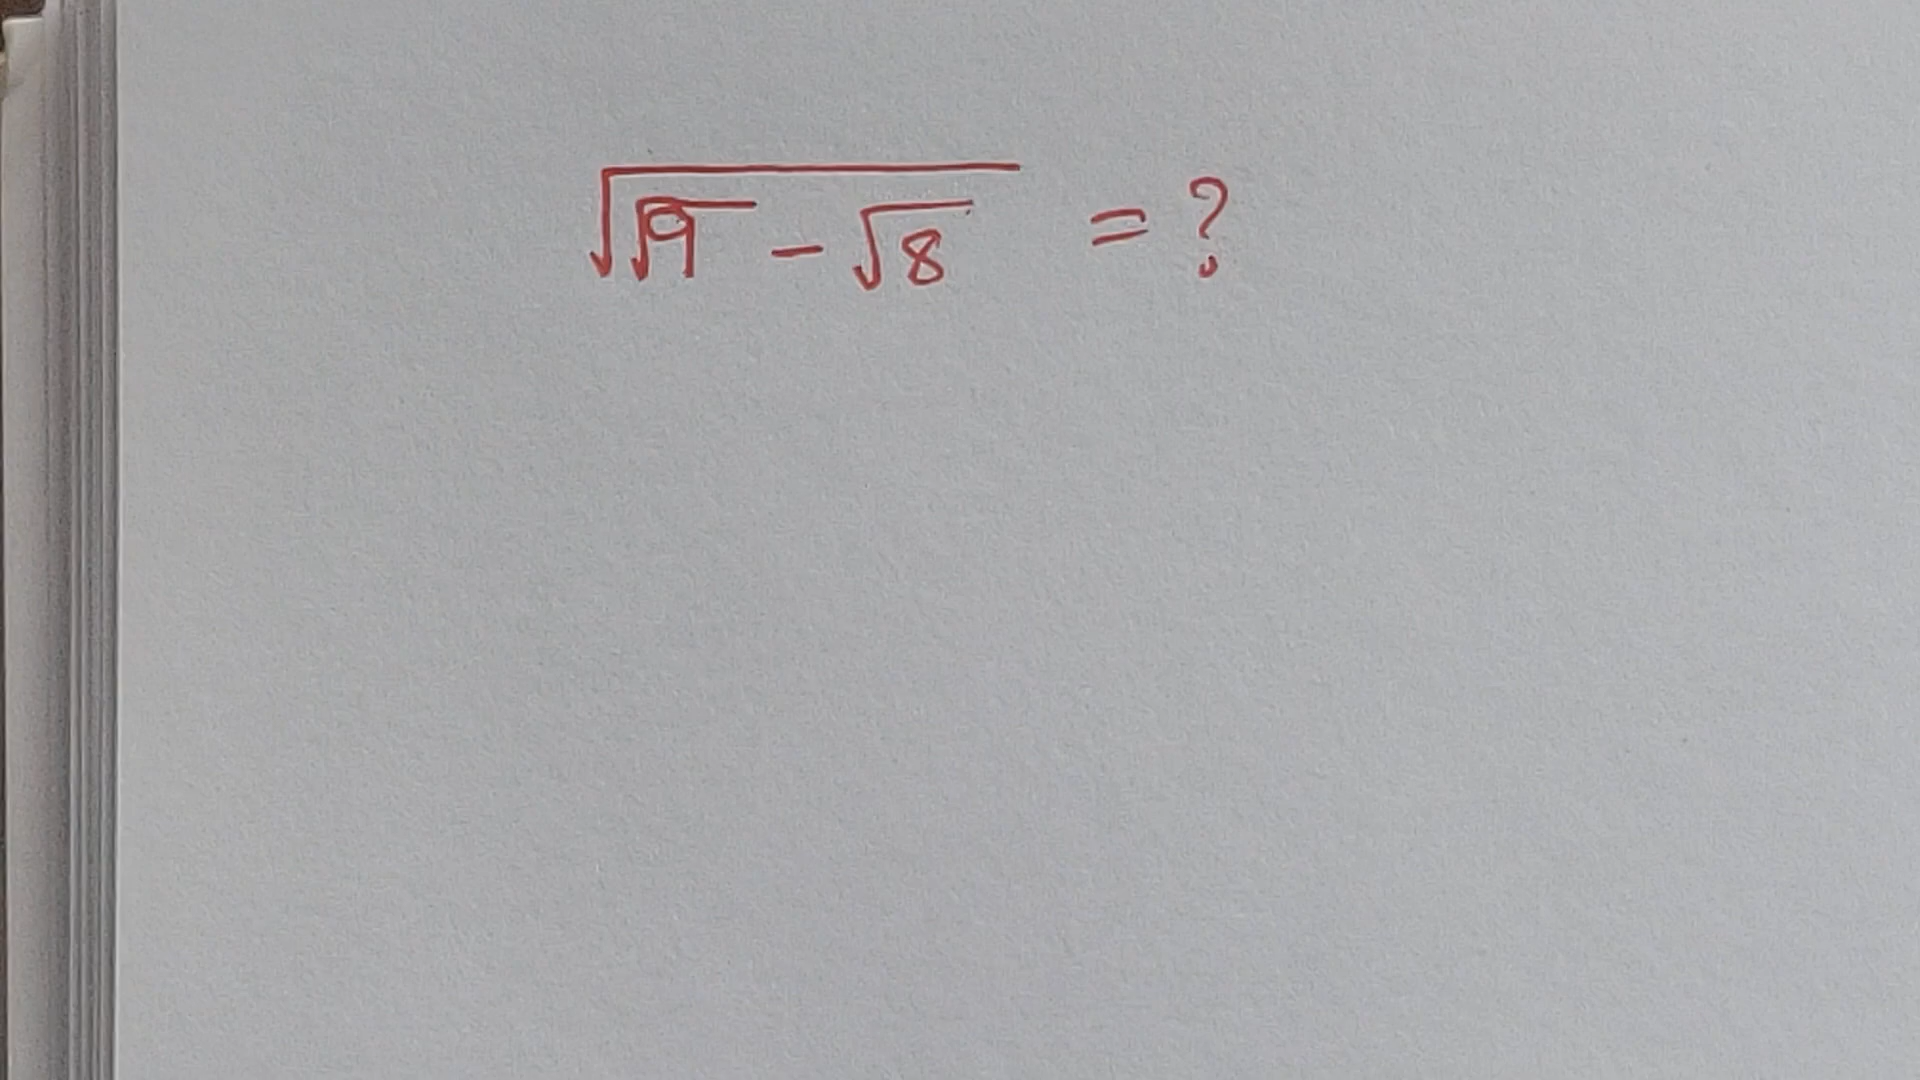 √(√9 - √8) = ?